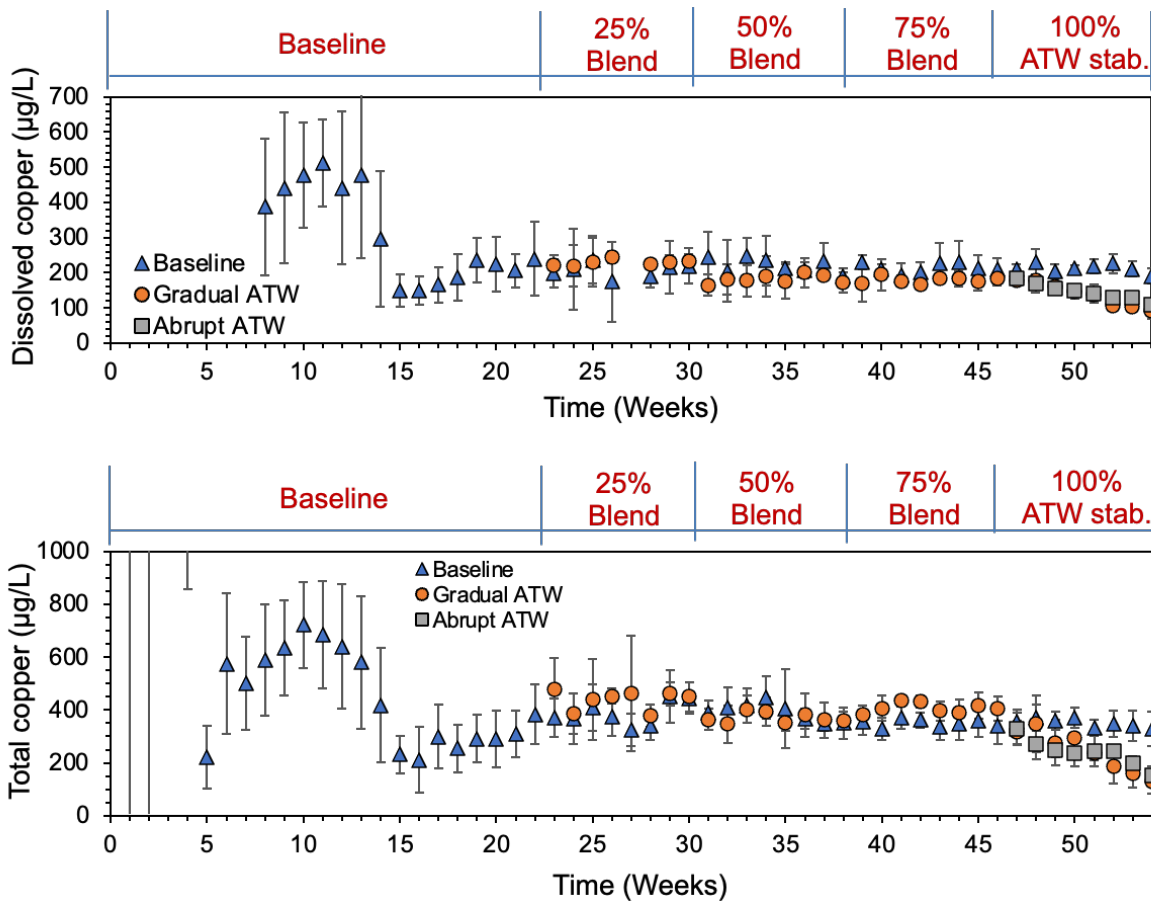 Baseline
25%
Blend
50%
Blend
75%
Blend
100%
ATW stab.
Dissolved copper (µg/L)
700
600
500
400
300
200
100
0
Baseline
Gradual ATW
Abrupt ATW
0 5 10 15 20 25 30 35 40 45 50
Time (Weeks)
Baseline
25%
Blend
50%
Blend
75%
Blend
100%
ATW stab.
Total copper (µg/L)
1000
800
600
400
200
0
Baseline
Gradual ATW
Abrupt ATW
0 5 10 15 20 25 30 35 40 45 50
Time (Weeks)